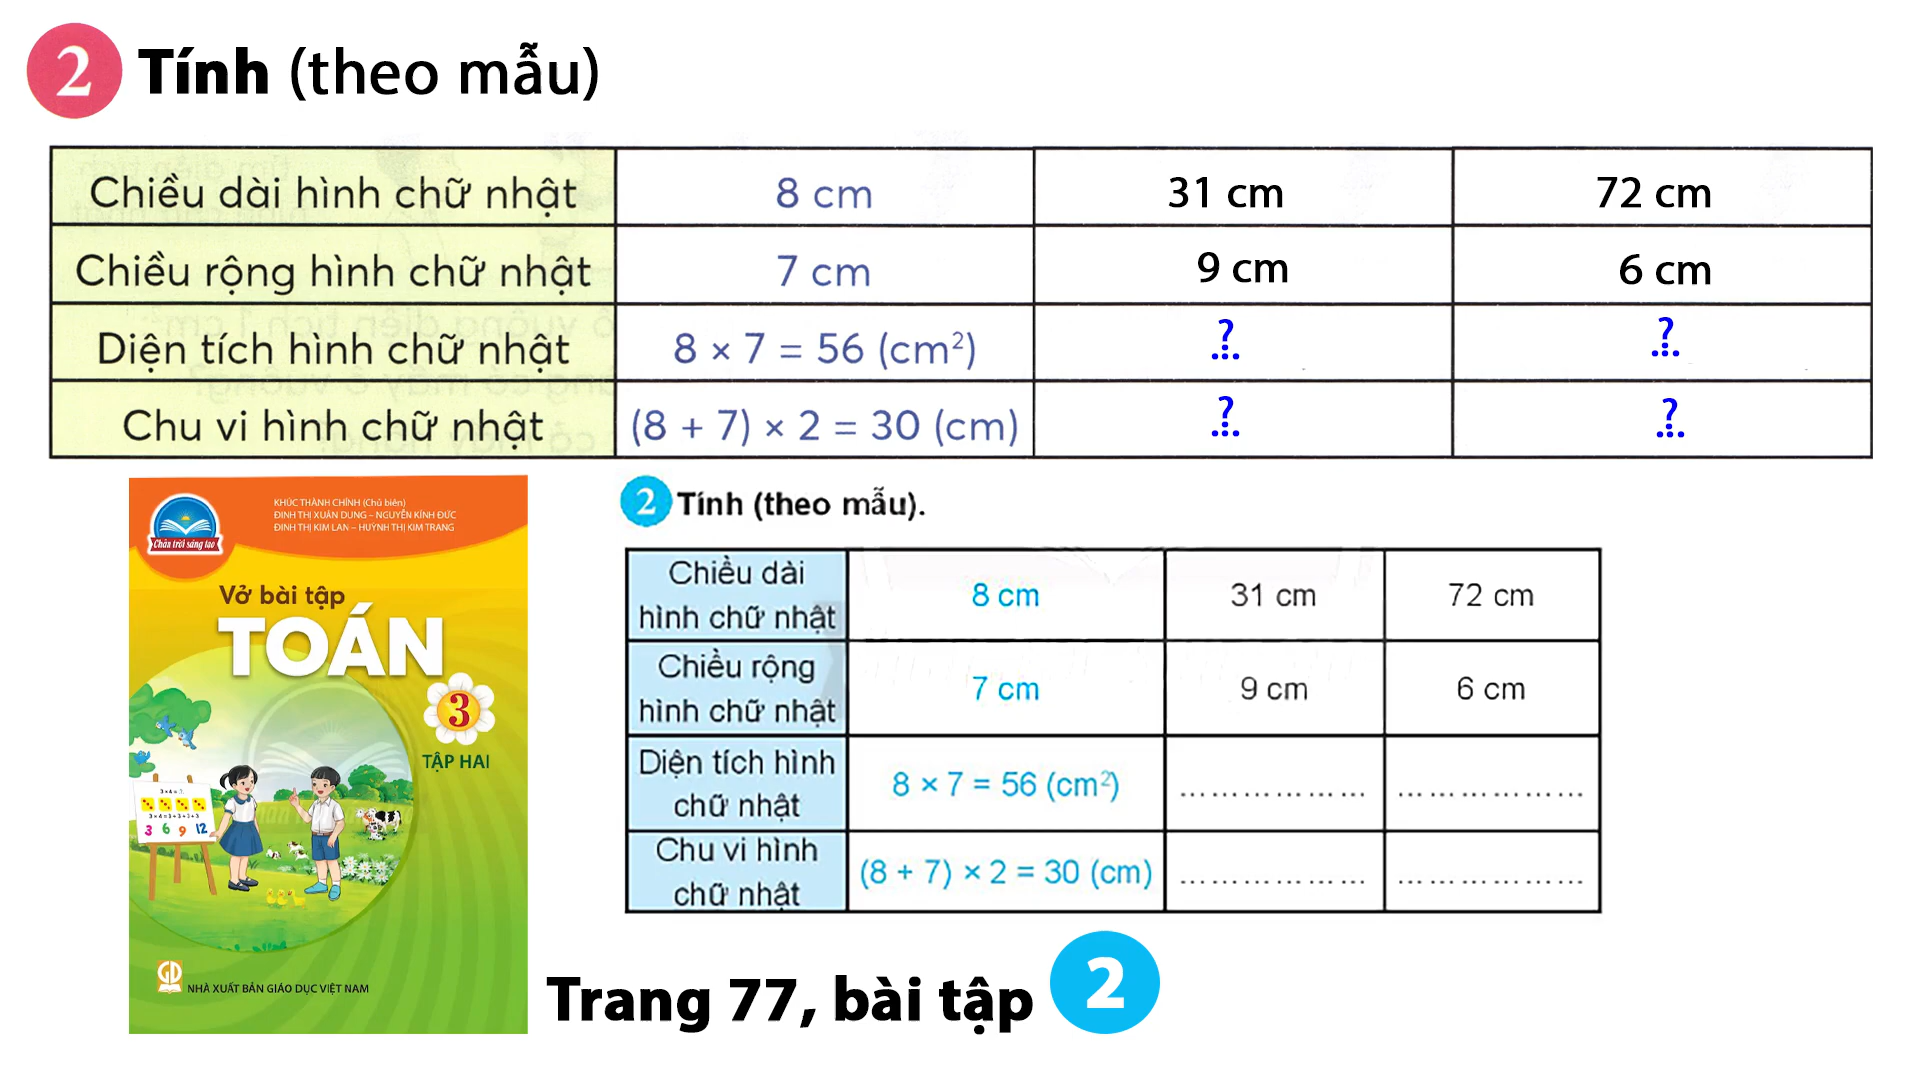 2 Tính (theo mẫu)
Chiều dài hình chữ nhật 8 cm 31 cm 72 cm
Chiều rộng hình chữ nhật 7 cm 9 cm 6 cm
Diện tích hình chữ nhật 8 × 7 = 56 (cm²) ? ... ? ...
Chu vi hình chữ nhật (8 + 7) × 2 = 30 (cm) ? ... ? ...
KHÚC THÀNH CHÍNH (Chủ biên)
ĐINH THỊ XUÂN DUNG – NGUYỄN KÍNH ĐỨC
ĐINH THỊ KIM LAN – HUỲNH THỊ KIM TRANG
Chân trời sáng tạo
Vở bài tập
TOÁN
3
TẬP HAI
3 6 9 12
NHÀ XUẤT BẢN GIÁO DỤC VIỆT NAM
2 Tính (theo mẫu).
Chiều dài
hình chữ nhật
8 cm 31 cm 72 cm
Chiều rộng
hình chữ nhật
7 cm 9 cm 6 cm
Diện tích hình
chữ nhật
8 × 7 = 56 (cm²) .................. ..................
Chu vi hình
chữ nhật
(8 + 7) × 2 = 30 (cm) .................. ..................
Trang 77, bài tập 2